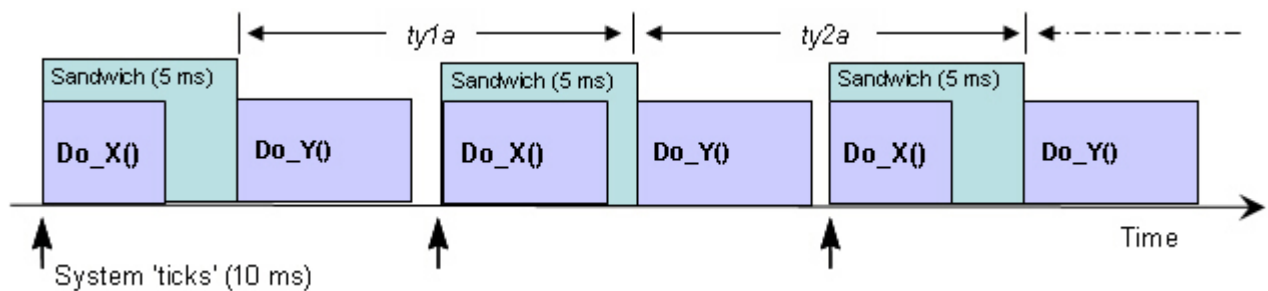 ty1a
ty2a
Sandwich (5 ms)
Sandwich (5 ms)
Sandwich (5 ms)
Do_X()
Do_Y()
Do_X()
Do_Y()
Do_X()
Do_Y()
Time
System 'ticks' (10 ms)